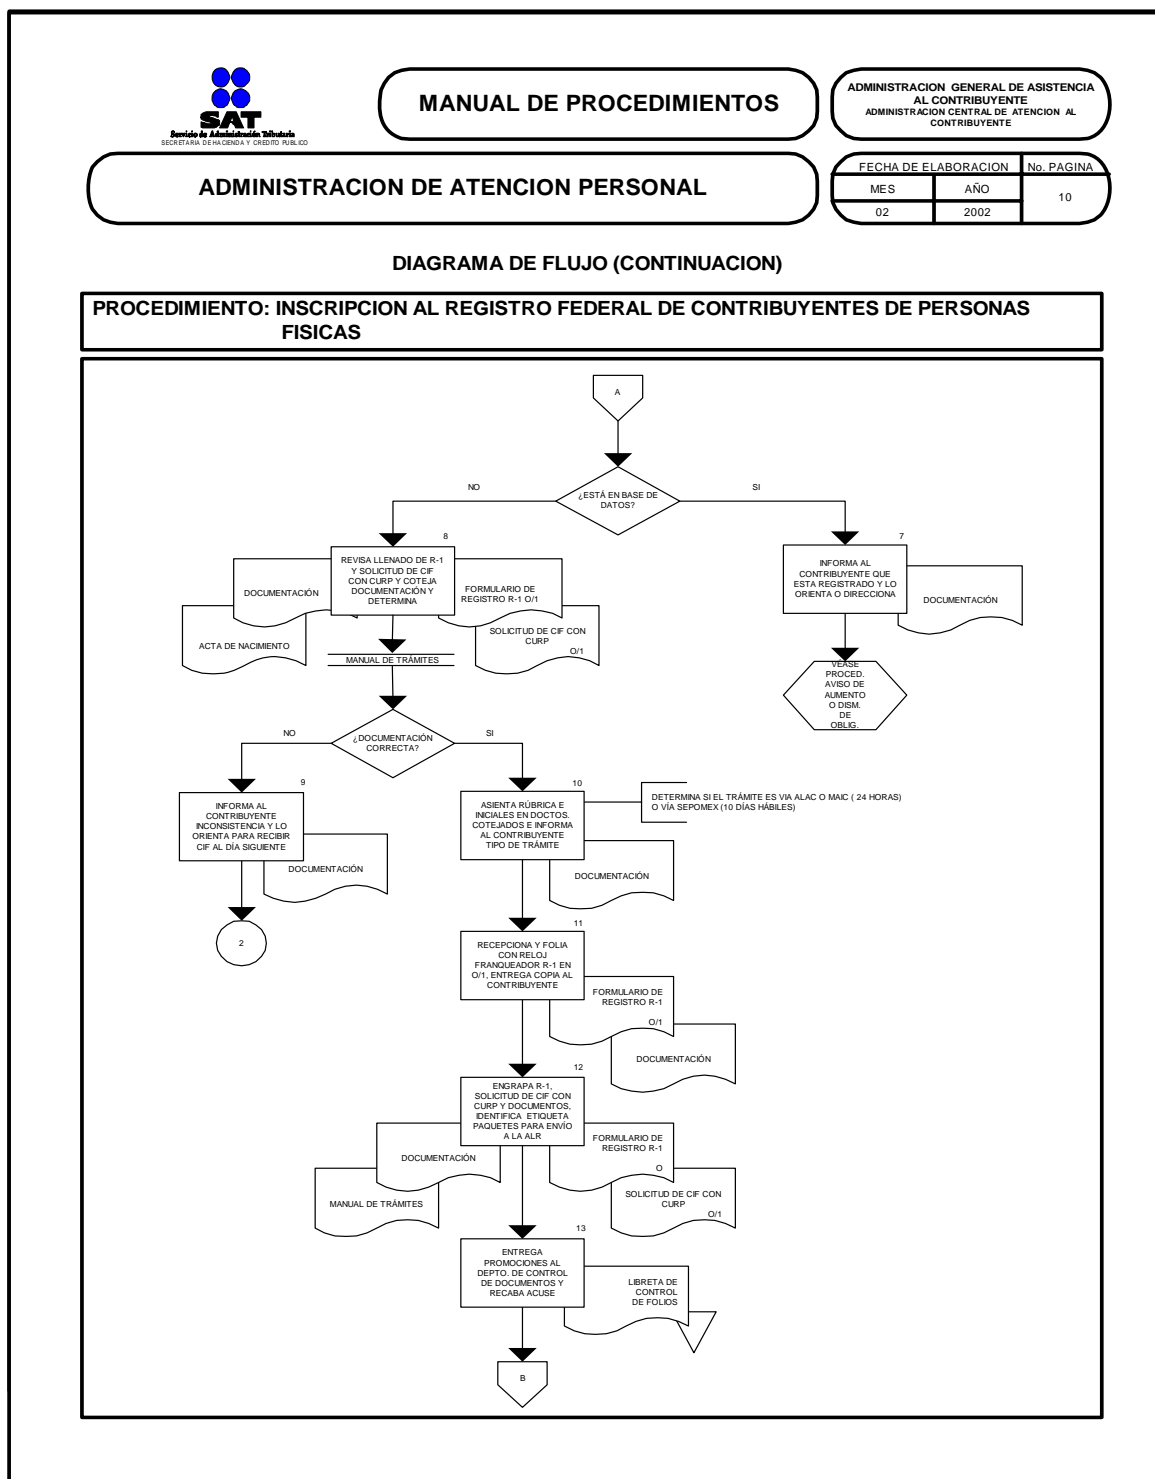 SAT
Servicio de Administración Tributaria
SECRETARIA DE HACIENDA Y CREDITO PUBLICO
MANUAL DE PROCEDIMIENTOS
ADMINISTRACION GENERAL DE ASISTENCIA
AL CONTRIBUYENTE
ADMINISTRACION CENTRAL DE ATENCION AL
CONTRIBUYENTE
ADMINISTRACION DE ATENCION PERSONAL
FECHA DE ELABORACION
No. PAGINA
MES
AÑO
10
02
2002
DIAGRAMA DE FLUJO (CONTINUACION)
PROCEDIMIENTO: INSCRIPCION AL REGISTRO FEDERAL DE CONTRIBUYENTES DE PERSONAS
FISICAS
A
¿ESTÁ EN BASE DE
DATOS?
NO
SI
8
REVISA LLENADO DE R-1
Y SOLICITUD DE CIF
CON CURP Y COTEJA
DOCUMENTACIÓN Y
DETERMINA
DOCUMENTACIÓN
ACTA DE NACIMIENTO
FORMULARIO DE
REGISTRO R-1 O/1
SOLICITUD DE CIF CON
CURP
O/1
7
INFORMA AL
CONTRIBUYENTE QUE
ESTA REGISTRADO Y LO
ORIENTA O DIRECCIONA
DOCUMENTACIÓN
VEASE
PROCED.
AVISO DE
AUMENTO
O DISM.
DE
OBLIG.
MANUAL DE TRÁMITES
¿DOCUMENTACIÓN
CORRECTA?
NO
SI
9
INFORMA AL
CONTRIBUYENTE
INCONSISTENCIA Y LO
ORIENTA PARA RECIBIR
CIF AL DÍA SIGUIENTE
DOCUMENTACIÓN
2
10
ASIENTA RÚBRICA E
INICIALES EN DOCTOS.
COTEJADOS E INFORMA
AL CONTRIBUYENTE
TIPO DE TRÁMITE
DETERMINA SI EL TRÁMITE ES VIA ALAC O MAIC ( 24 HORAS)
O VÍA SEPOMEX (10 DÍAS HÁBILES)
DOCUMENTACIÓN
11
RECEPCIONA Y FOLIA
CON RELOJ
FRANQUEADOR R-1 EN
O/1, ENTREGA COPIA AL
CONTRIBUYENTE
FORMULARIO DE
REGISTRO R-1
O/1
DOCUMENTACIÓN
12
ENGRAPA R-1,
SOLICITUD DE CIF CON
CURP Y DOCUMENTOS,
IDENTIFICA ETIQUETA
PAQUETES PARA ENVÍO
A LA ALR
DOCUMENTACIÓN
MANUAL DE TRÁMITES
FORMULARIO DE
REGISTRO R-1
O
SOLICITUD DE CIF CON
CURP
O/1
13
ENTREGA
PROMOCIONES AL
DEPTO. DE CONTROL
DE DOCUMENTOS Y
RECABA ACUSE
LIBRETA DE
CONTROL
DE FOLIOS
B